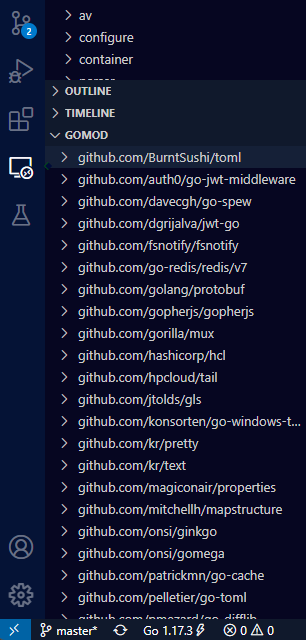 av
2
configure
container
OUTLINE
TIMELINE
GOMOD
github.com/BurntSushi/toml
github.com/auth0/go-jwt-middleware
github.com/davecgh/go-spew
github.com/dgrijalva/jwt-go
github.com/fsnotify/fsnotify
github.com/go-redis/redis/v7
github.com/golang/protobuf
github.com/gopherjs/gopherjs
github.com/gorilla/mux
github.com/hashicorp/hcl
github.com/hpcloud/tail
github.com/jtolds/gls
github.com/konsorten/go-windows-t...
github.com/kr/pretty
github.com/kr/text
github.com/magiconair/properties
github.com/mitchellh/mapstructure
github.com/onsi/ginkgo
github.com/onsi/gomega
github.com/patrickmn/go-cache
github.com/pelletier/go-toml
github.com/pmezard/go-difflib
master* Go 1.17.3 0 0